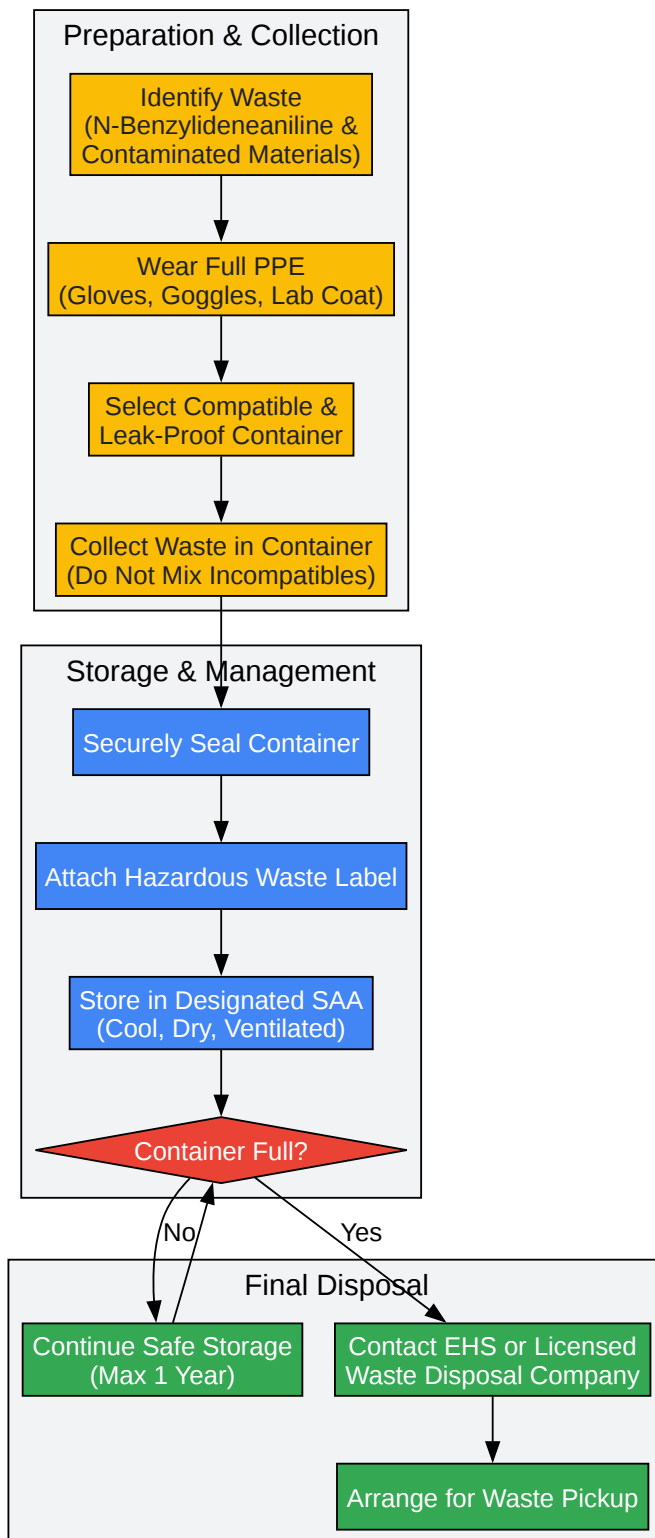 Preparation & Collection
Identify Waste
(N-Benzylideneaniline &
Contaminated Materials)
Wear Full PPE
(Gloves, Goggles, Lab Coat)
Select Compatible &
Leak-Proof Container
Collect Waste in Container
(Do Not Mix Incompatibles)
Storage & Management
Securely Seal Container
Attach Hazardous Waste Label
Store in Designated SAA
(Cool, Dry, Ventilated)
Container Full?
No
Yes
Final Disposal
Continue Safe Storage
(Max 1 Year)
Contact EHS or Licensed
Waste Disposal Company
Arrange for Waste Pickup